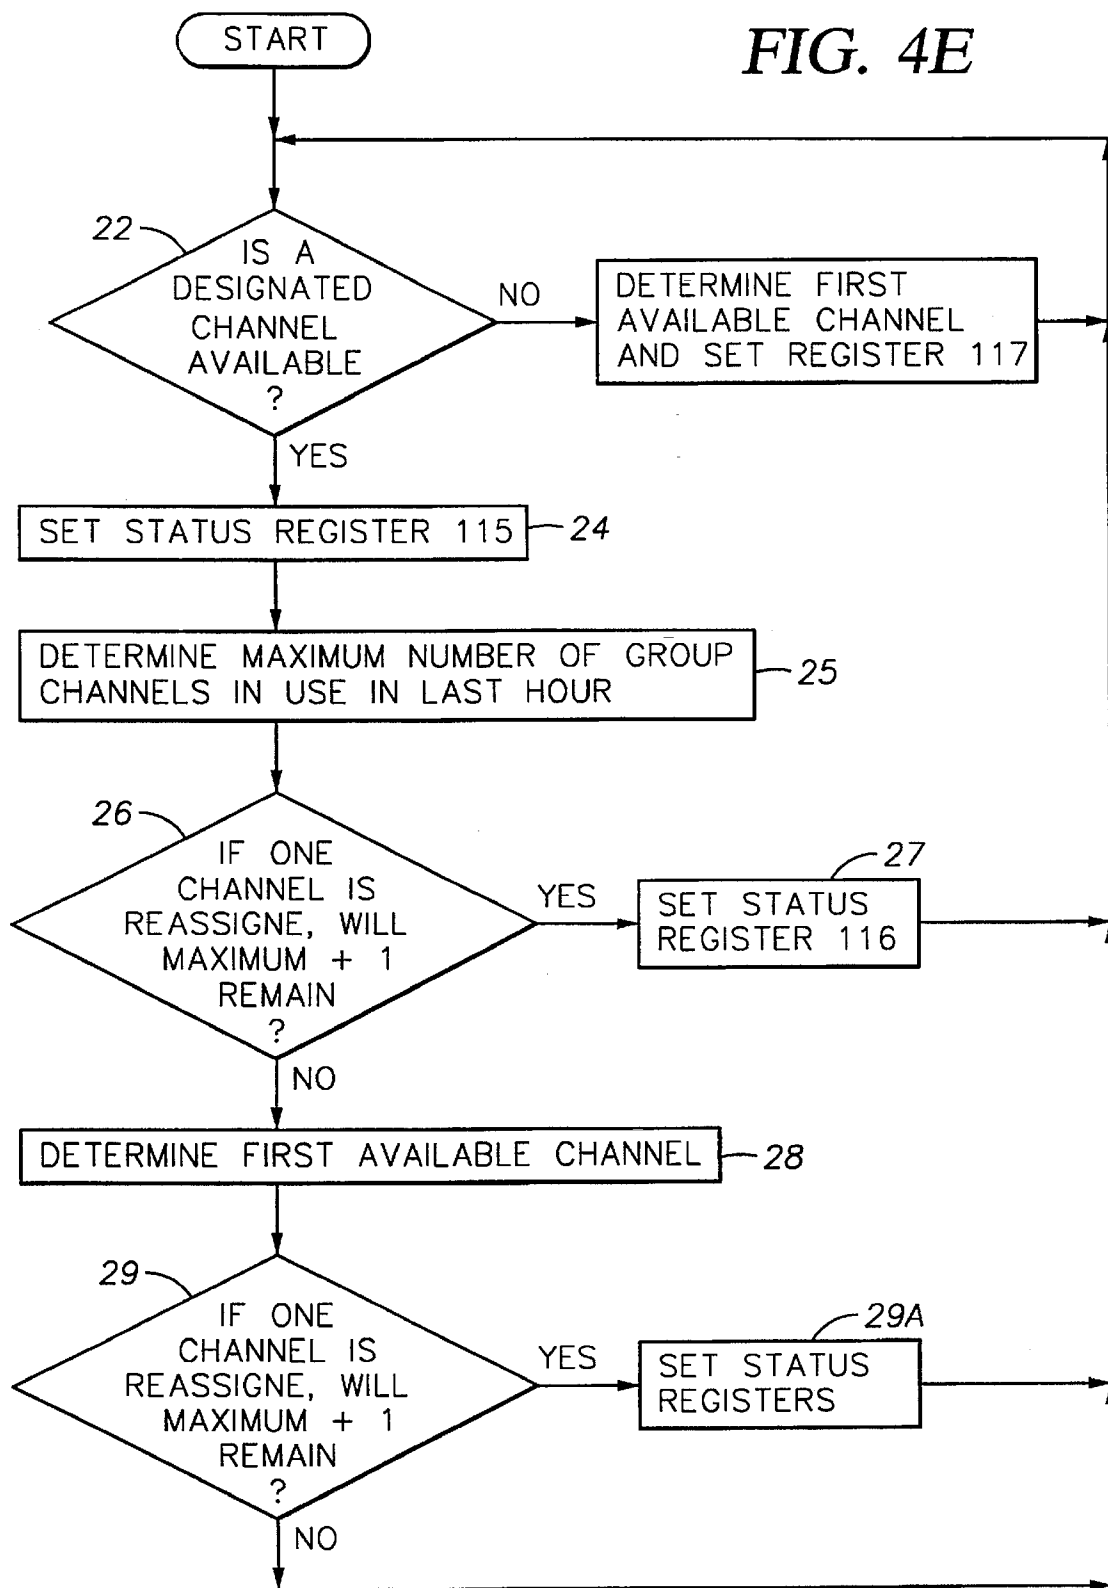 START
FIG. 4E
22
IS A
DESIGNATED
CHANNEL
AVAILABLE
?
NO
DETERMINE FIRST
AVAILABLE CHANNEL
AND SET REGISTER 117
YES
SET STATUS REGISTER 115
24
DETERMINE MAXIMUM NUMBER OF GROUP
CHANNELS IN USE IN LAST HOUR
25
26
IF ONE
CHANNEL IS
REASSIGNE, WILL
MAXIMUM + 1
REMAIN
?
YES
27
SET STATUS
REGISTER 116
NO
DETERMINE FIRST AVAILABLE CHANNEL
28
29
IF ONE
CHANNEL IS
REASSIGNE, WILL
MAXIMUM + 1
REMAIN
?
YES
29A
SET STATUS
REGISTERS
NO